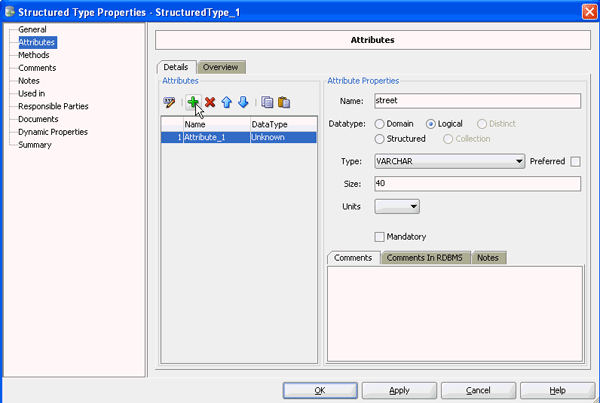 Structured Type Properties - StructuredType_1
General
Attributes
Methods
Comments
Notes
Used in
Responsible Parties
Documents
Dynamic Properties
Summary
Attributes
Details Overview
Attributes
Name DataType
1 Attribute_1 Unknown
Attribute Properties
Name: street
Datatype: Domain Logical Distinct
Structured Collection
Type: VARCHAR Preferred
Size: 40
Units
Mandatory
Comments Comments In RDBMS Notes
OK Apply Cancel Help